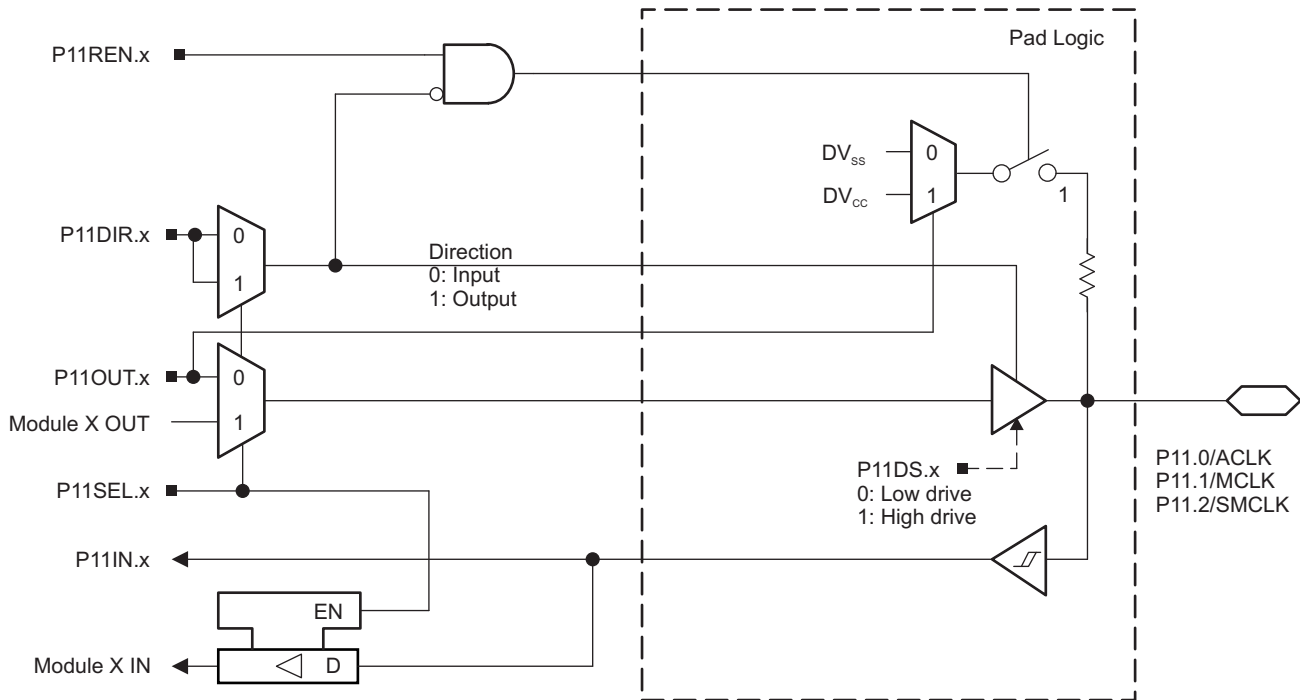 P11REN.x
Pad Logic
DVSS
0
DVCC
1
1
P11DIR.x
0
1
Direction
0: Input
1: Output
P11OUT.x
0
Module X OUT
1
P11DS.x
0: Low drive
1: High drive
P11.0/ACLK
P11.1/MCLK
P11.2/SMCLK
P11SEL.x
P11IN.x
EN
Module X IN
D